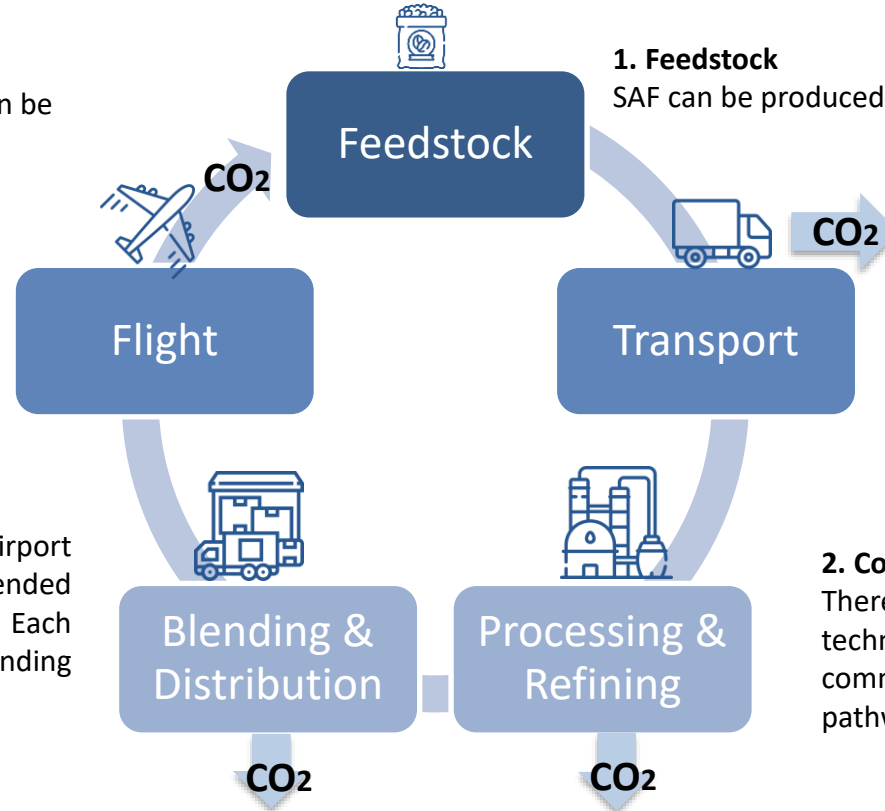 1. Feedstock
SAF can be produced
n be
Feedstock
CO2
CO2
Flight
Transport
irport
ended
Each
nding
2. Co
There
techn
comm
pathw
Blending &
Distribution
Processing &
Refining
CO2
CO2